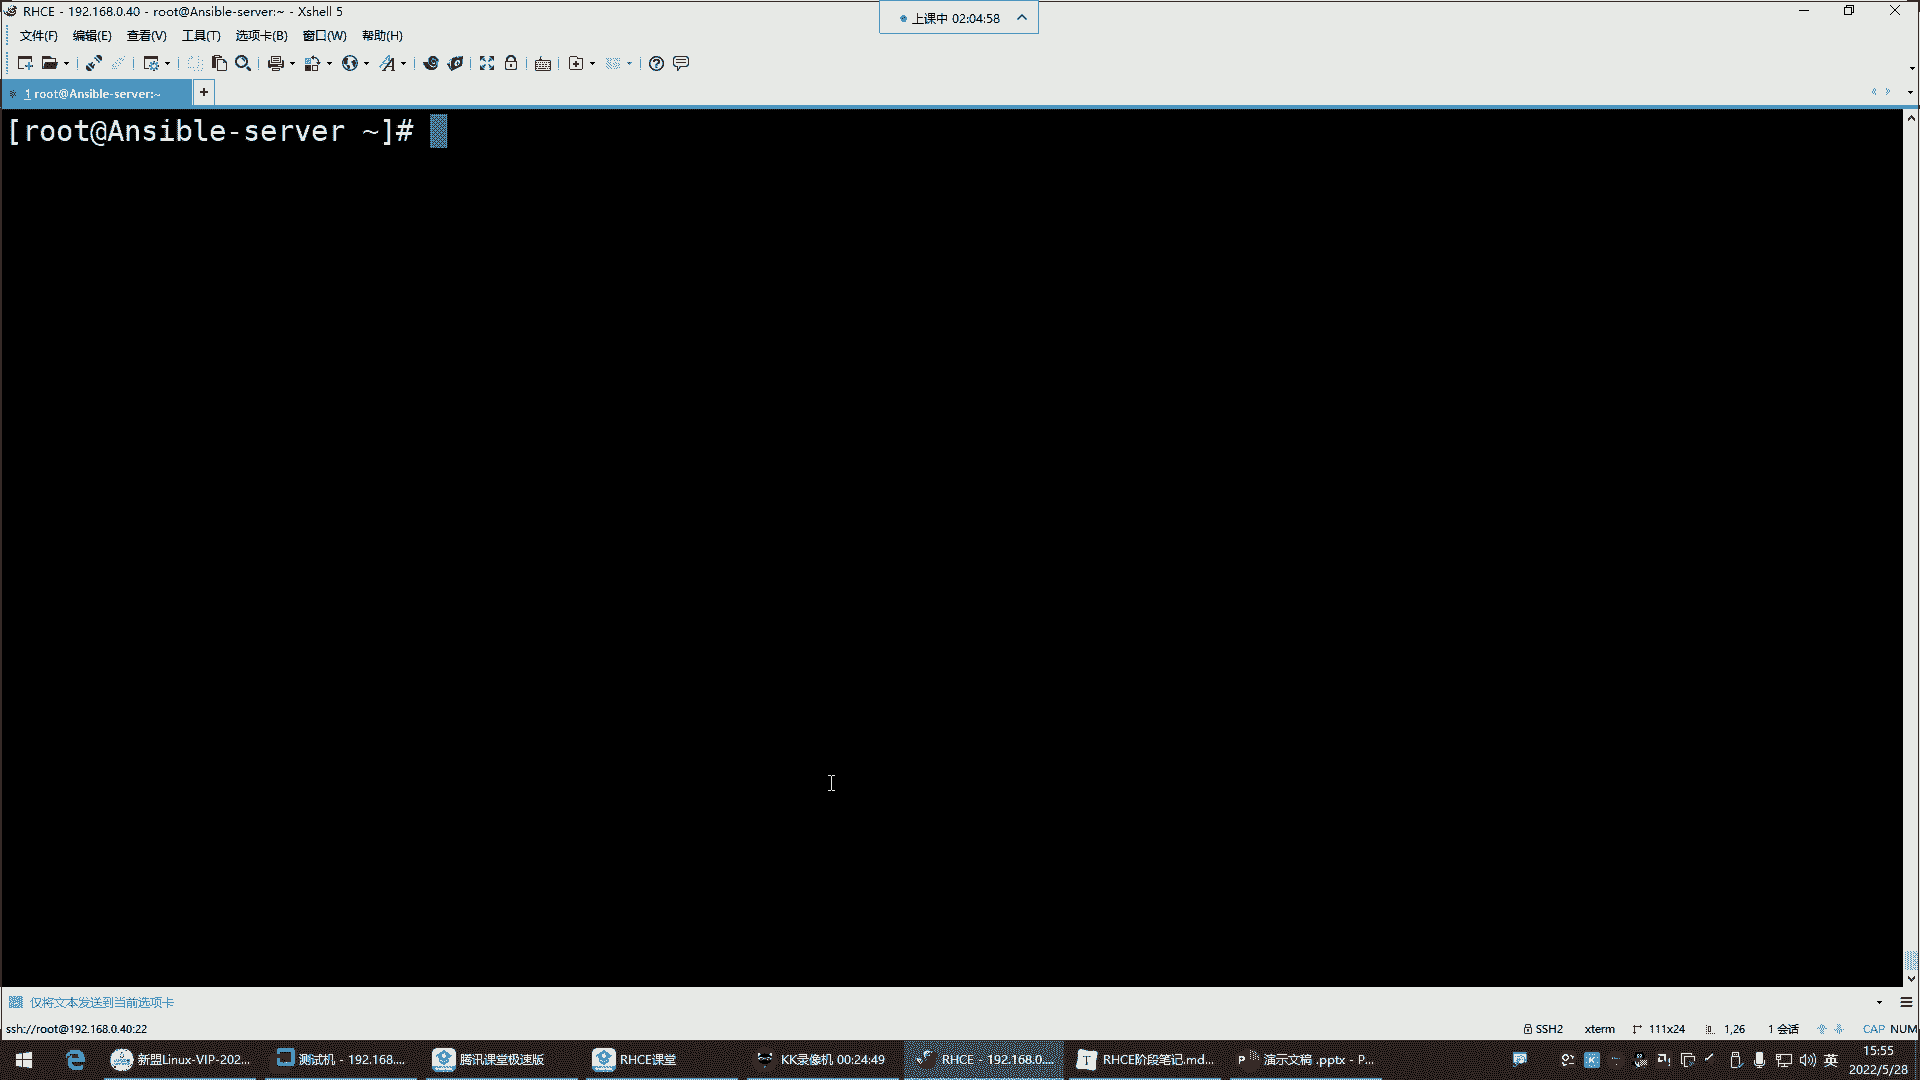 RHCE - 192.168.0.40 - root@Ansible-server:~ - Xshell 5
上课中 02:04:58
文件(F) 编辑(E) 查看(V) 工具(T) 选项卡(B) 窗口(W) 帮助(H)
1 root@Ansible-server:~
+
[root@Ansible-server ~]#
仅将文本发送到当前选项卡
ssh://root@192.168.0.40:22
SSH2
xterm
111x24
1,26
1 会话
CAP NUM
新盟Linux-VIP-202...
测试机 - 192.168....
腾讯课堂极速版
RHCE课堂
KK录像机 00:24:49
RHCE - 192.168.0....
RHCE阶段笔记.md...
演示文稿 .pptx - P...
英
15:55
2022/5/28